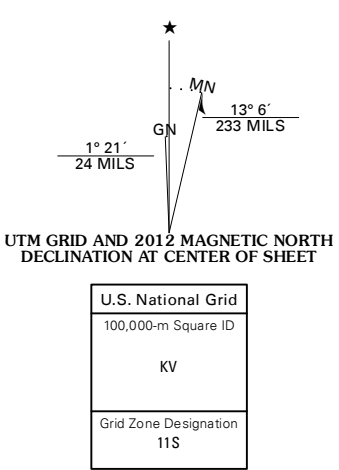 ★
MN
GN
13° 6´
233 MILS
1° 21´
24 MILS
UTM GRID AND 2012 MAGNETIC NORTH
DECLINATION AT CENTER OF SHEET
U.S. National Grid
100,000-m Square ID
KV
Grid Zone Designation
11S